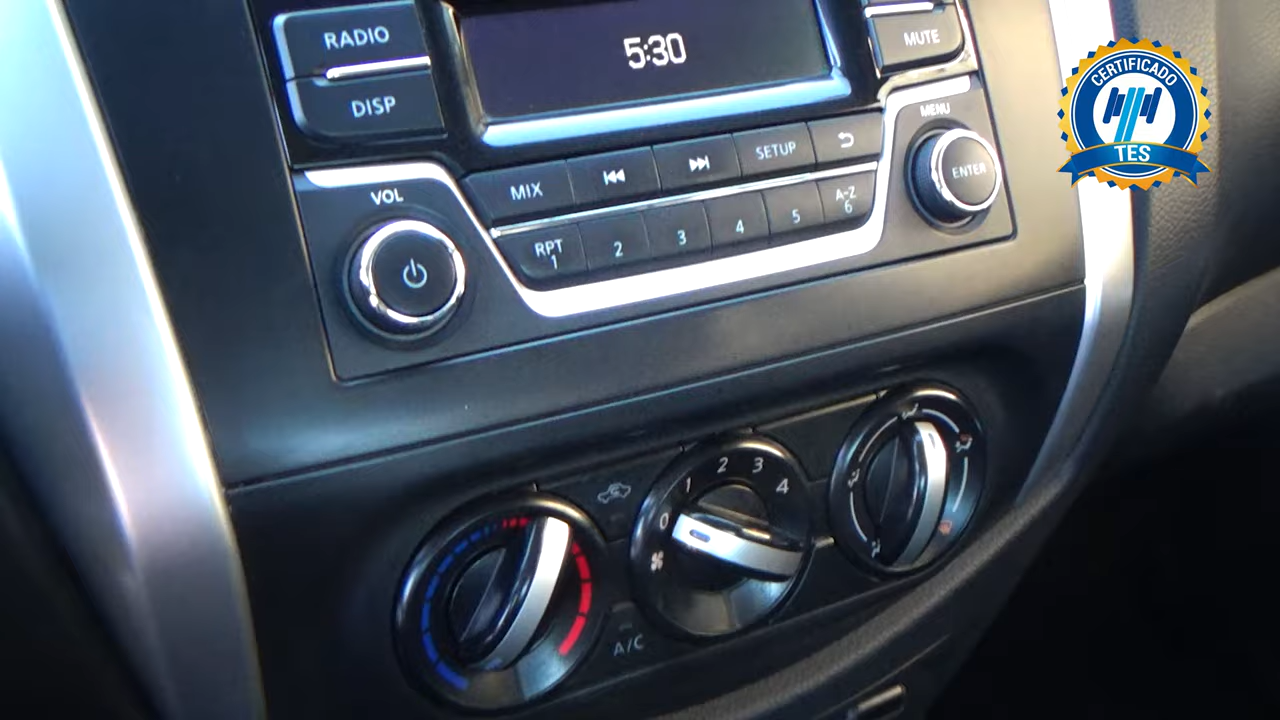 RADIO
5:30
MUTE
DISP
CERTIFICADO
TES
MENU
VOL
MIX
SETUP
ENTER
RPT
1
2
3
4
5
A-Z
6
0
1
2
3
4
A/C